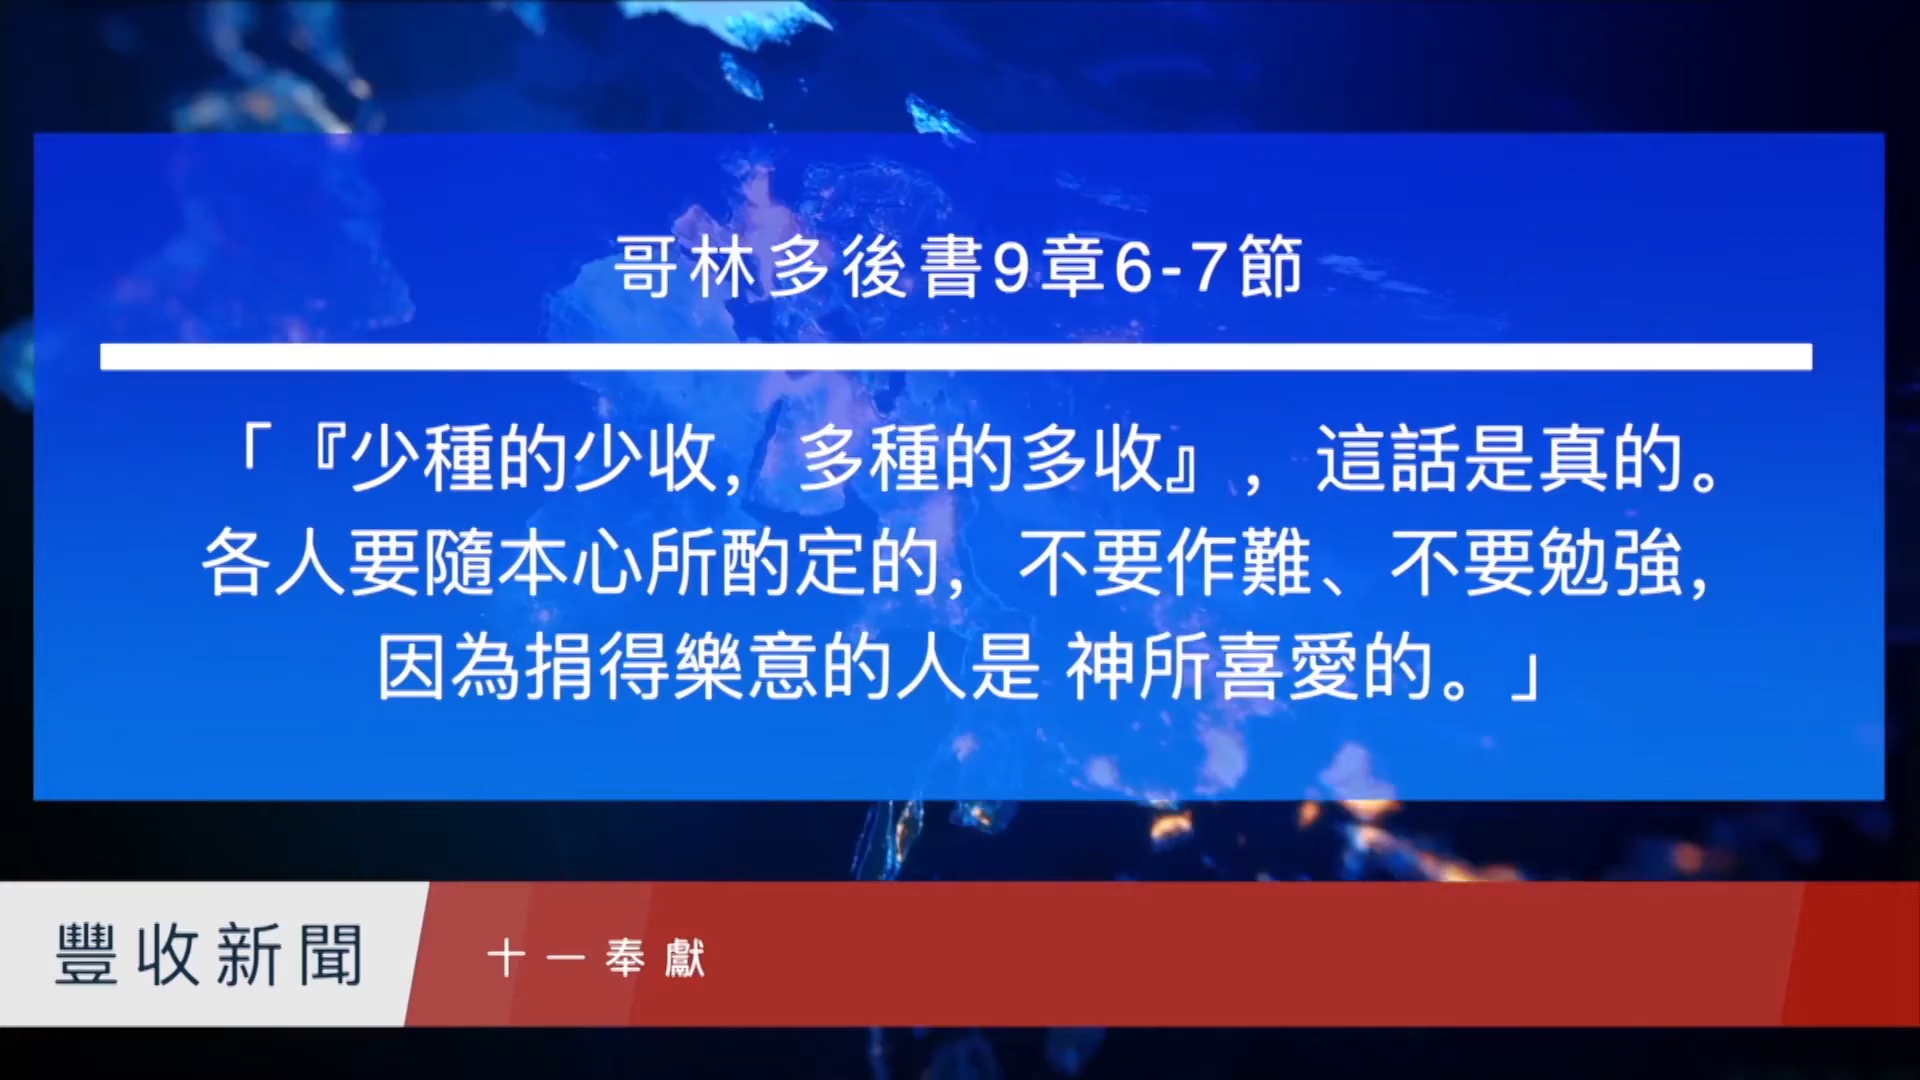 哥林多後書9章6-7節
「『少種的少收，多種的多收』，這話是真的。
各人要隨本心所酌定的，不要作難、不要勉強，
因為捐得樂意的人是 神所喜愛的。」
豐收新聞
十一奉獻